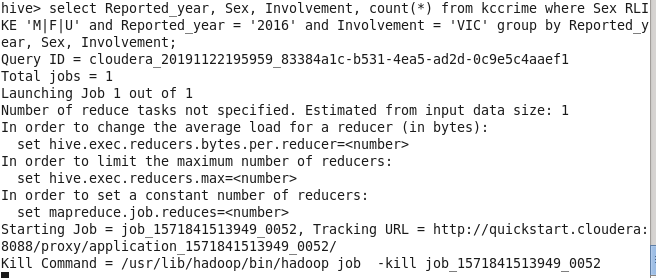 hive> select Reported_year, Sex, Involvement, count(*) from kccrime where Sex RLI
KE 'M|F|U' and Reported_year = '2016' and Involvement = 'VIC' group by Reported_y
ear, Sex, Involvement;
Query ID = cloudera_20191122195959_83384a1c-b531-4ea5-ad2d-0c9e5c4aaef1
Total jobs = 1
Launching Job 1 out of 1
Number of reduce tasks not specified. Estimated from input data size: 1
In order to change the average load for a reducer (in bytes):
  set hive.exec.reducers.bytes.per.reducer=<number>
In order to limit the maximum number of reducers:
  set hive.exec.reducers.max=<number>
In order to set a constant number of reducers:
  set mapreduce.job.reduces=<number>
Starting Job = job_1571841513949_0052, Tracking URL = http://quickstart.cloudera:
8088/proxy/application_1571841513949_0052/
Kill Command = /usr/lib/hadoop/bin/hadoop job  -kill job_1571841513949_0052